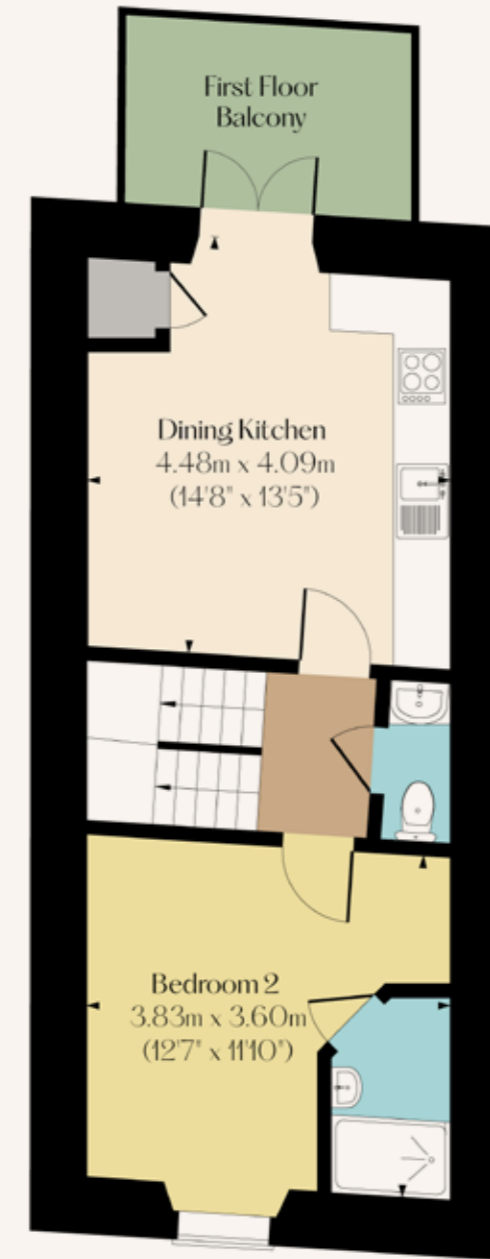 First Floor
Balcony
Dining Kitchen
4.48m x 4.09m
(14'8" x 13'5")
Bedroom 2
3.83m x 3.60m
(12'7" x 11'10")